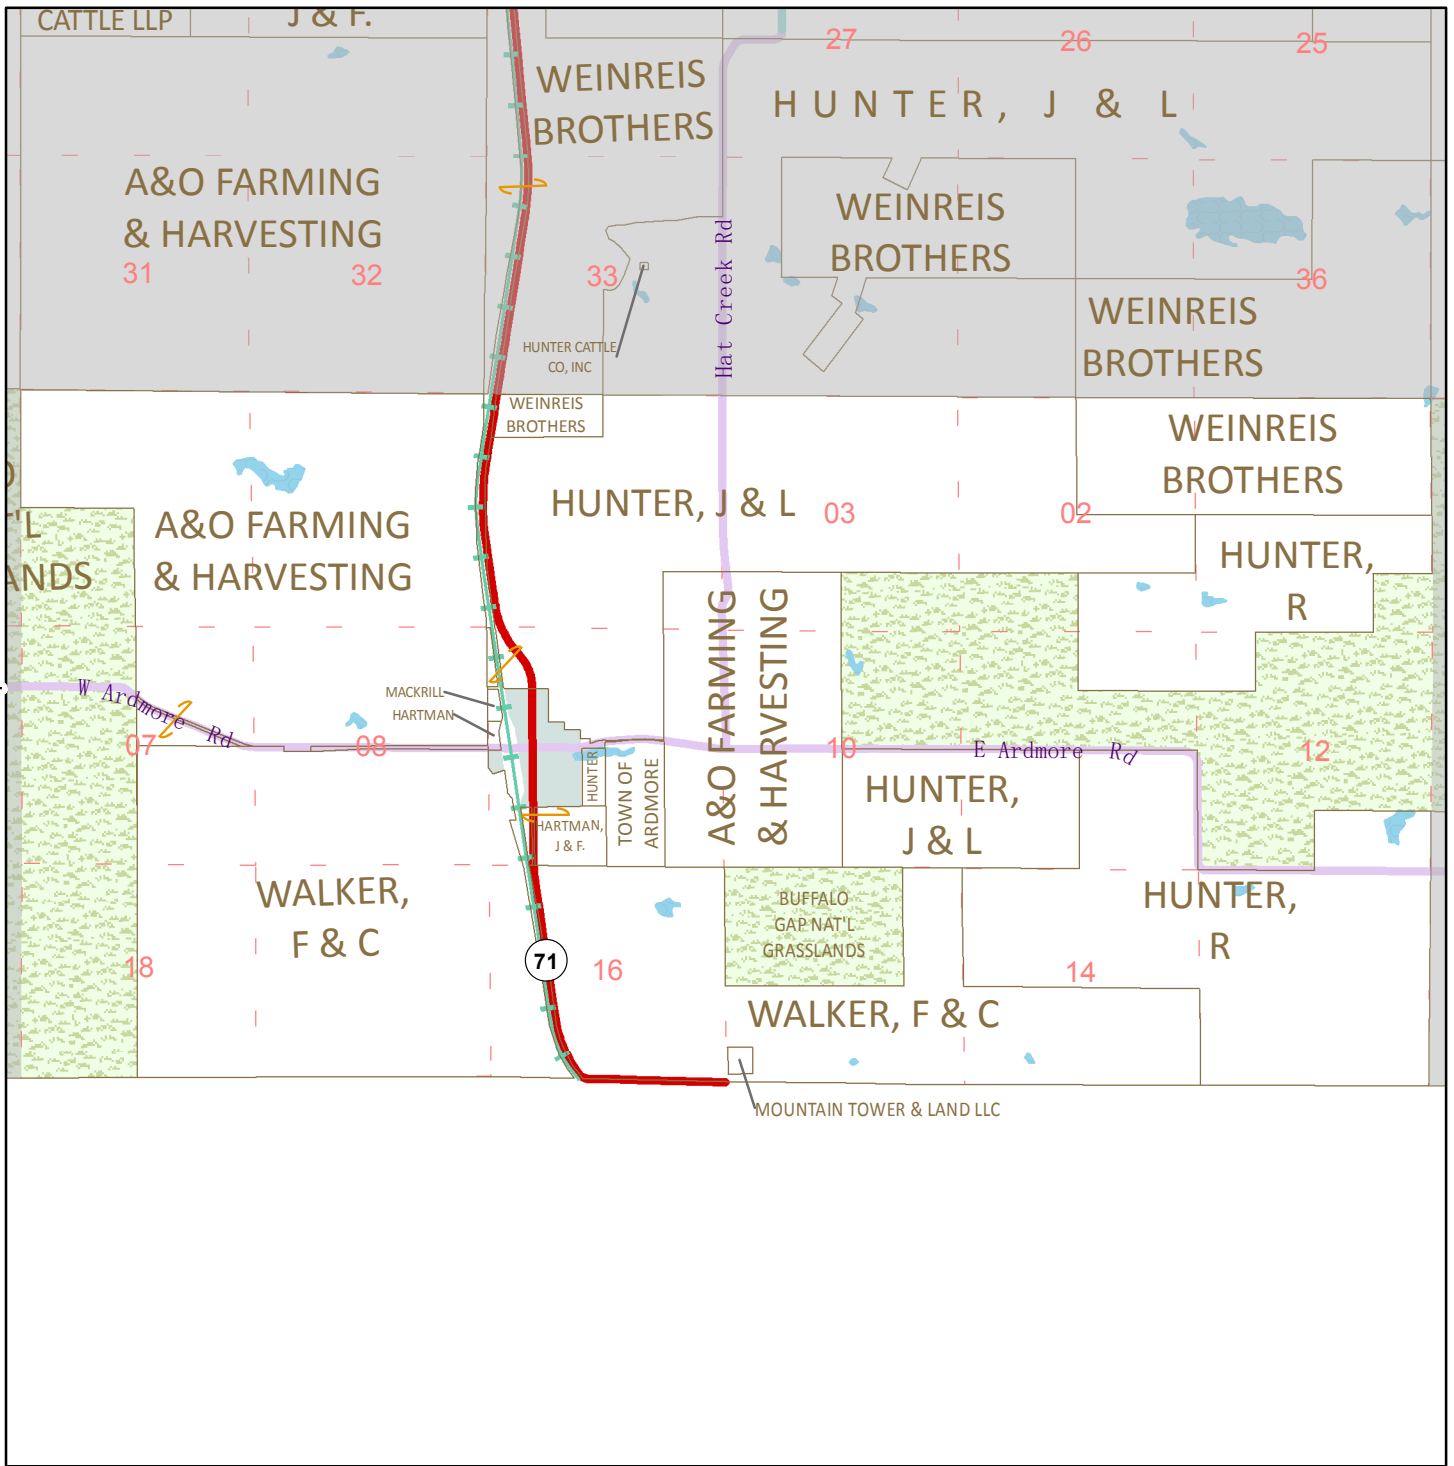 CATTLE LLP
J & F.
27
26
25
WEINREIS
BROTHERS
HUNTER, J & L
A&O FARMING
& HARVESTING
WEINREIS
BROTHERS
31
32
33
36
Hat Creek Rd
WEINREIS
BROTHERS
HUNTER CATTLE
CO, INC
WEINREIS
BROTHERS
WEINREIS
BROTHERS
HUNTER, J & L
03
02
A&O FARMING
& HARVESTING
HUNTER,
R
A&O FARMING
& HARVESTING
W Ardmore Rd
MACKRILL
HARTMAN
07
08
10
E Ardmore Rd
12
HUNTER
TOWN OF
ARDMORE
HUNTER,
J & L
HARTMAN,
J & F.
WALKER,
F & C
BUFFALO
GAP NAT'L
GRASSLANDS
HUNTER,
R
71
18
16
14
WALKER, F & C
MOUNTAIN TOWER & LAND LLC